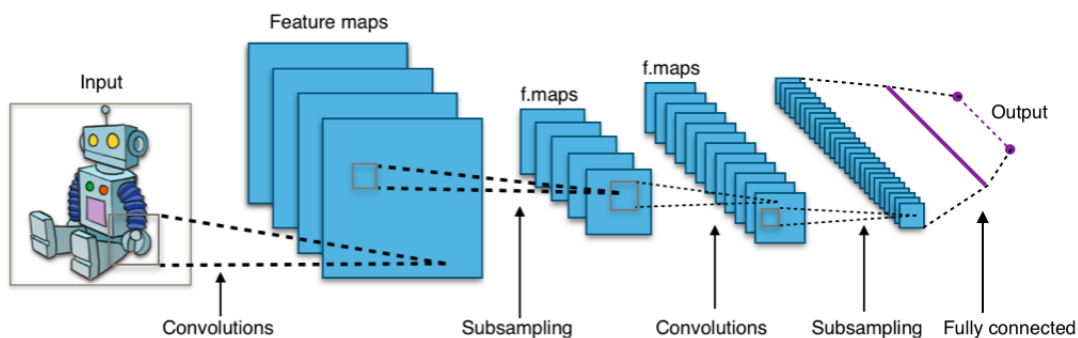 Feature maps
Input
f.maps
f.maps
Output
Convolutions
Subsampling
Convolutions
Subsampling
Fully connected